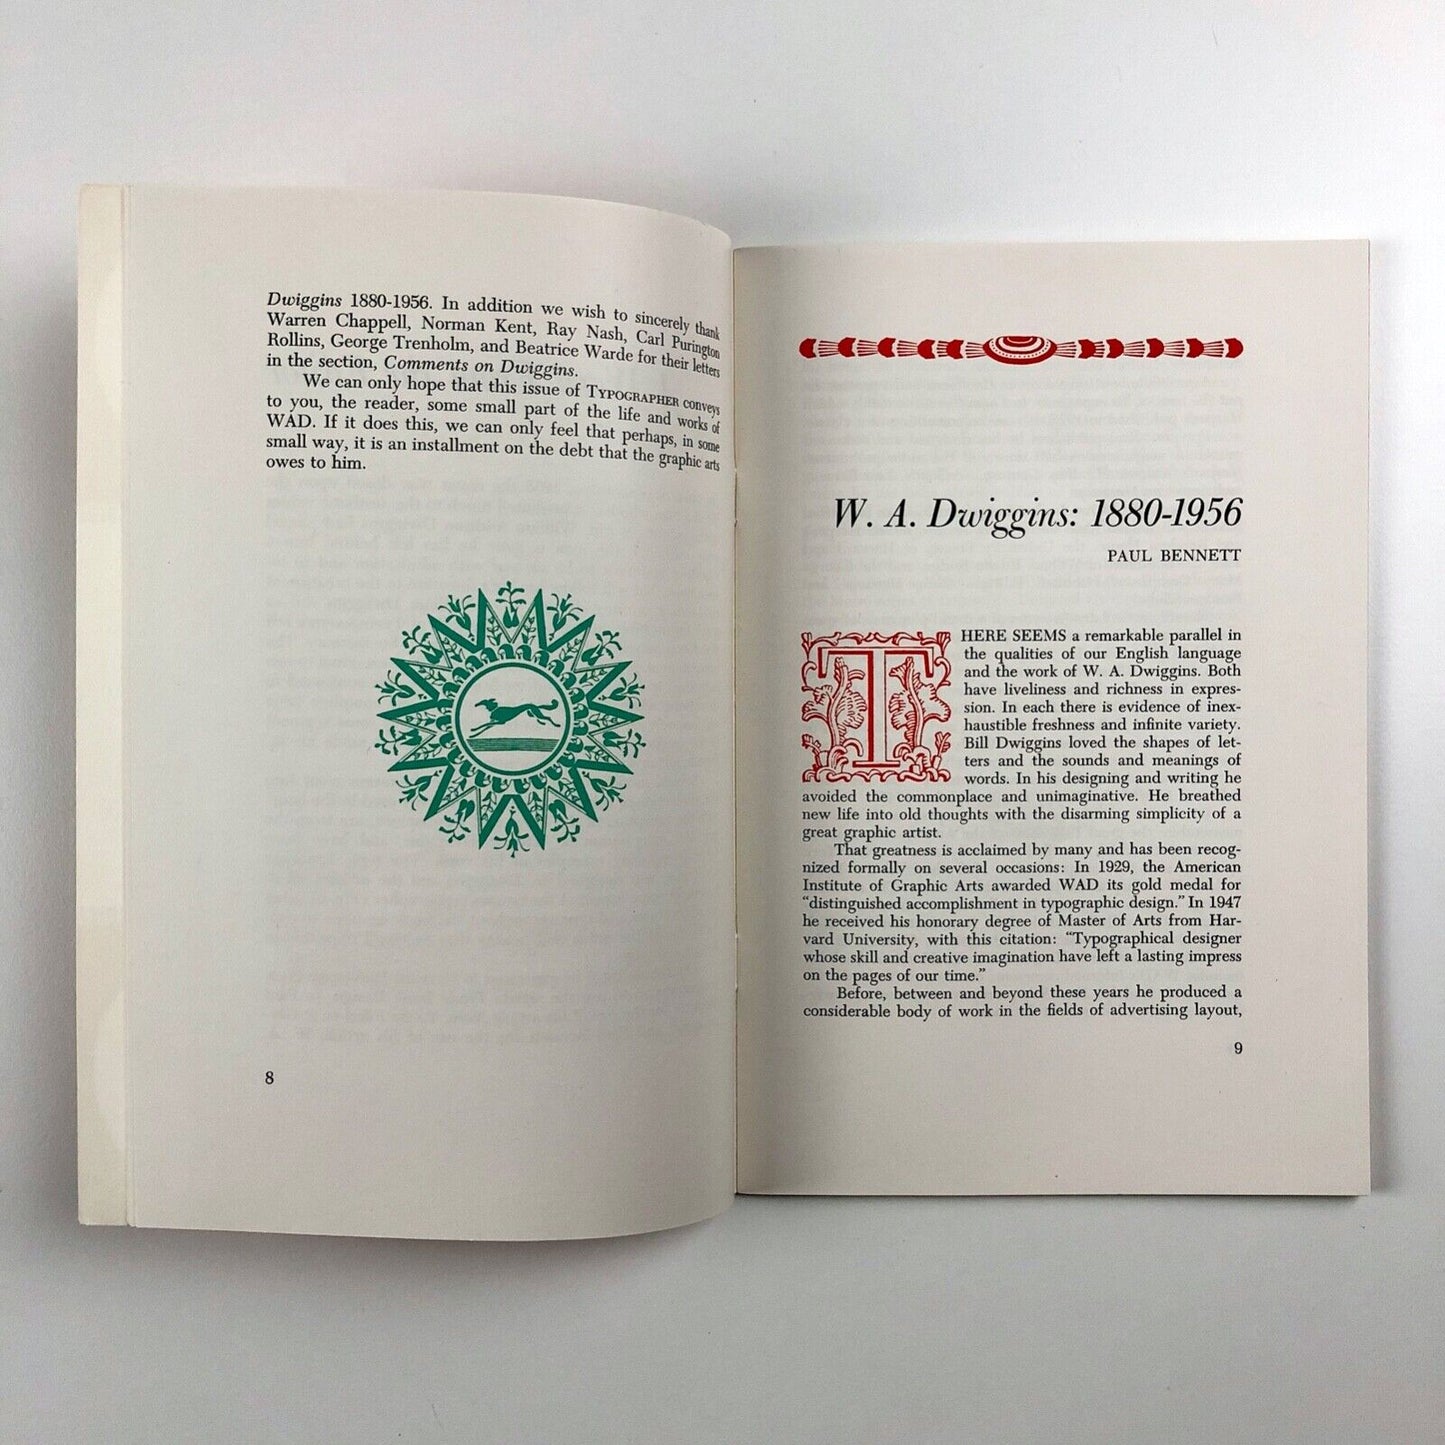 Dwiggins 1880-1956. In addition we wish to sincerely thank
Warren Chappell, Norman Kent, Ray Nash, Carl Purington
Rollins, George Trenholm, and Beatrice Warde for their letters
in the section, Comments on Dwiggins.
We can only hope that this issue of TYPOGRAPHER conveys
to you, the reader, some small part of the life and works of
WAD. If it does this, we can only feel that perhaps, in some
small way, it is an installment on the debt that the graphic arts
owes to him.
8
W. A. Dwiggins: 1880-1956
PAUL BENNETT
THERE SEEMS a remarkable parallel in
the qualities of our English language
and the work of W. A. Dwiggins. Both
have liveliness and richness in expres-
sion. In each there is evidence of inex-
haustible freshness and infinite variety.
Bill Dwiggins loved the shapes of let-
ters and the sounds and meanings of
words. In his designing and writing he
avoided the commonplace and unimaginative. He breathed
new life into old thoughts with the disarming simplicity of a
great graphic artist.
That greatness is acclaimed by many and has been recog-
nized formally on several occasions: In 1929, the American
Institute of Graphic Arts awarded WAD its gold medal for
“distinguished accomplishment in typographic design.” In 1947
he received his honorary degree of Master of Arts from Har-
vard University, with this citation: “Typographical designer
whose skill and creative imagination have left a lasting impress
on the pages of our time.”
Before, between and beyond these years he produced a
considerable body of work in the fields of advertising layout,
9